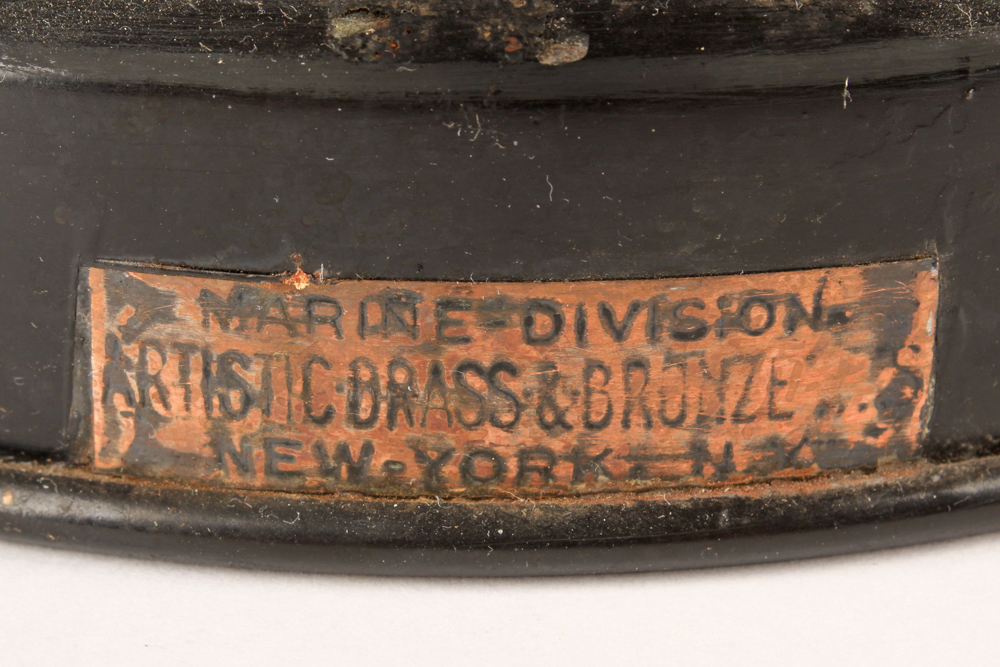 MARINE-DIVISION.
ARTISTIC·BRASS·&·BRONZE
NEW-YORK. N.Y.